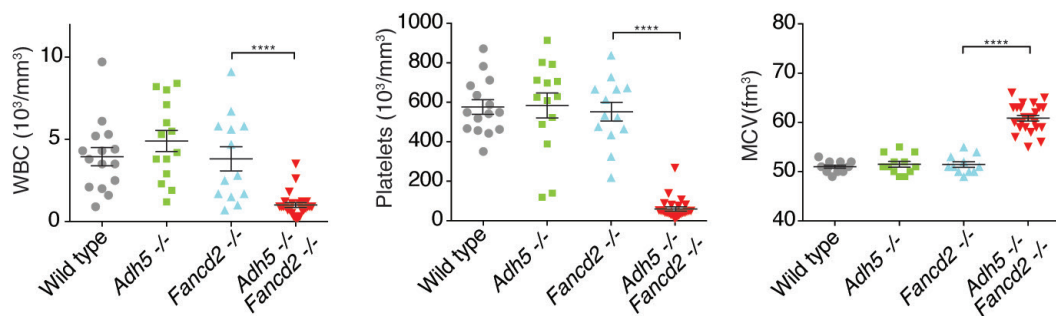 WBC (10³/mm³)
10
5
0
****
Wild type
Adh5 -/-
Fancd2 -/-
Adh5 -/-
Fancd2 -/-
Platelets (10³/mm³)
1000
800
600
400
200
0
****
Wild type
Adh5 -/-
Fancd2 -/-
Adh5 -/-
Fancd2 -/-
MCV(fm³)
80
70
60
50
40
****
Wild type
Adh5 -/-
Fancd2 -/-
Adh5 -/-
Fancd2 -/-